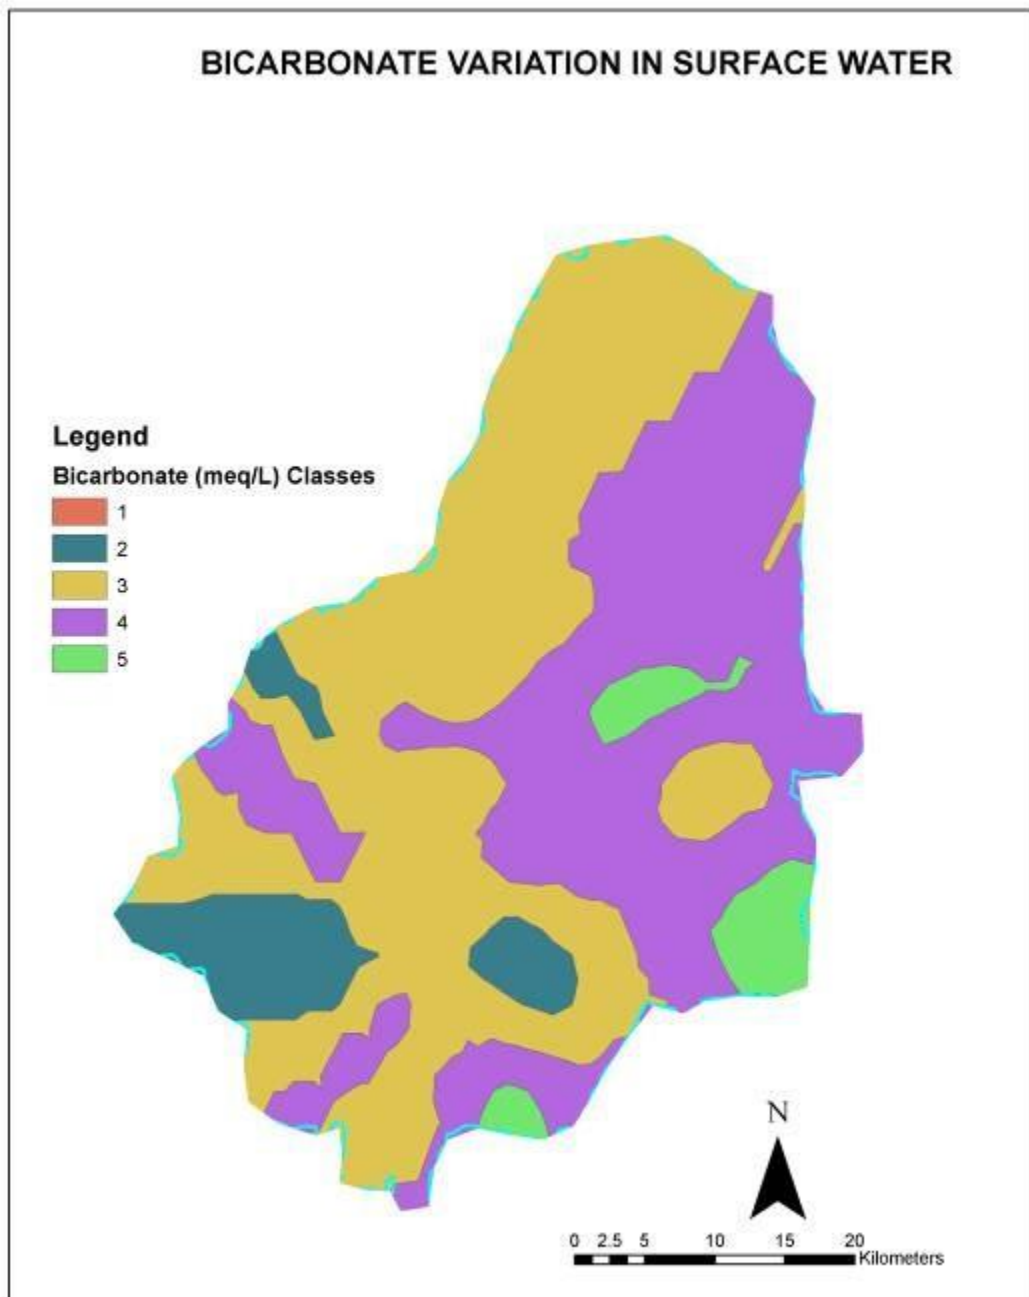 BICARBONATE VARIATION IN SURFACE WATER
Legend
Bicarbonate (meq/L) Classes
1
2
3
4
5
N
0 2.5 5 10 15 20
Kilometers